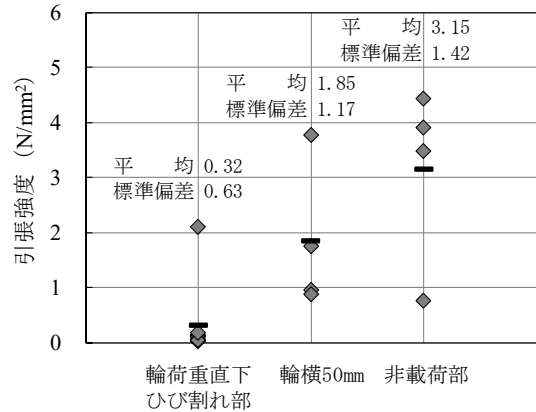 引張強度（N/mm²）
6
5
4
3
2
1
0
平　均 0.32
標準偏差 0.63
平　均 1.85
標準偏差 1.17
平　均 3.15
標準偏差 1.42
輪荷重直下
ひび割れ部
輪横50mm
非載荷部